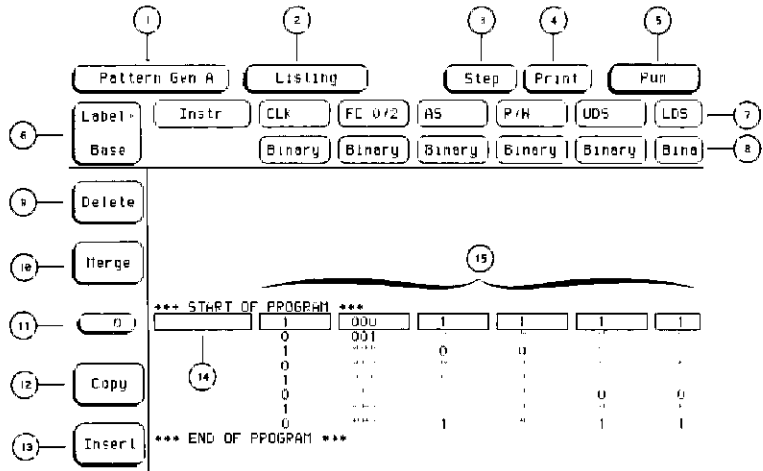 1 2 3 4 5
Pattern Gen A Listing Step Print Run
Label> Instr CLK FC 0/2 AS R/W UDS LDS 7
6
Base Binary Binary Binary Binary Binary Bina 8
9 Delete
10 Merge
15
*** START OF PROGRAM ***
11 0 1 000 1 1 1 1
0 001
1 0 0
0
12 Copy 14 1
0 0 0
1
0 1 1 1
13 Insert *** END OF PROGRAM ***